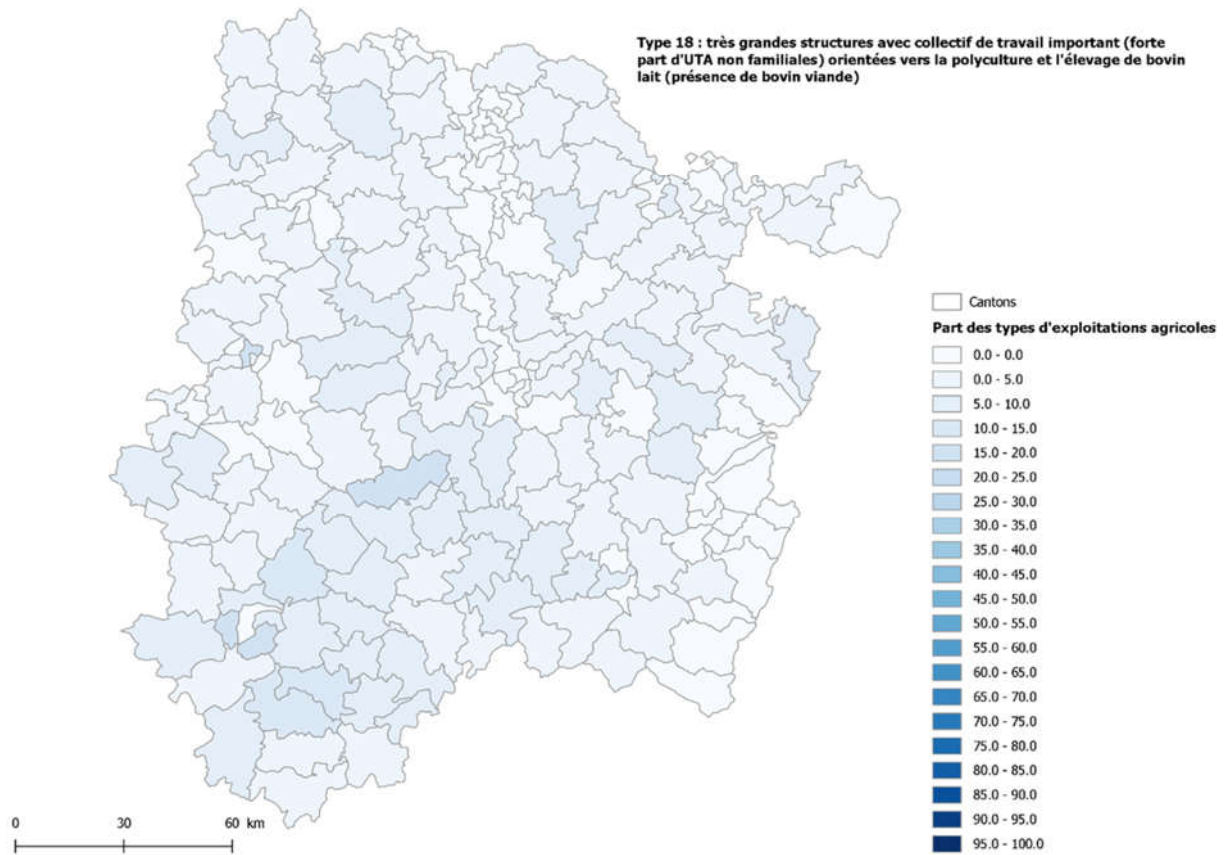 Type 18 : très grandes structures avec collectif de travail important (forte
part d'UTA non familiales) orientées vers la polyculture et l'élevage de bovin
lait (présence de bovin viande)
Cantons
Part des types d'exploitations agricoles
0.0 - 0.0
0.0 - 5.0
5.0 - 10.0
10.0 - 15.0
15.0 - 20.0
20.0 - 25.0
25.0 - 30.0
30.0 - 35.0
35.0 - 40.0
40.0 - 45.0
45.0 - 50.0
50.0 - 55.0
55.0 - 60.0
60.0 - 65.0
65.0 - 70.0
70.0 - 75.0
75.0 - 80.0
80.0 - 85.0
85.0 - 90.0
90.0 - 95.0
95.0 - 100.0
0 30 60 km